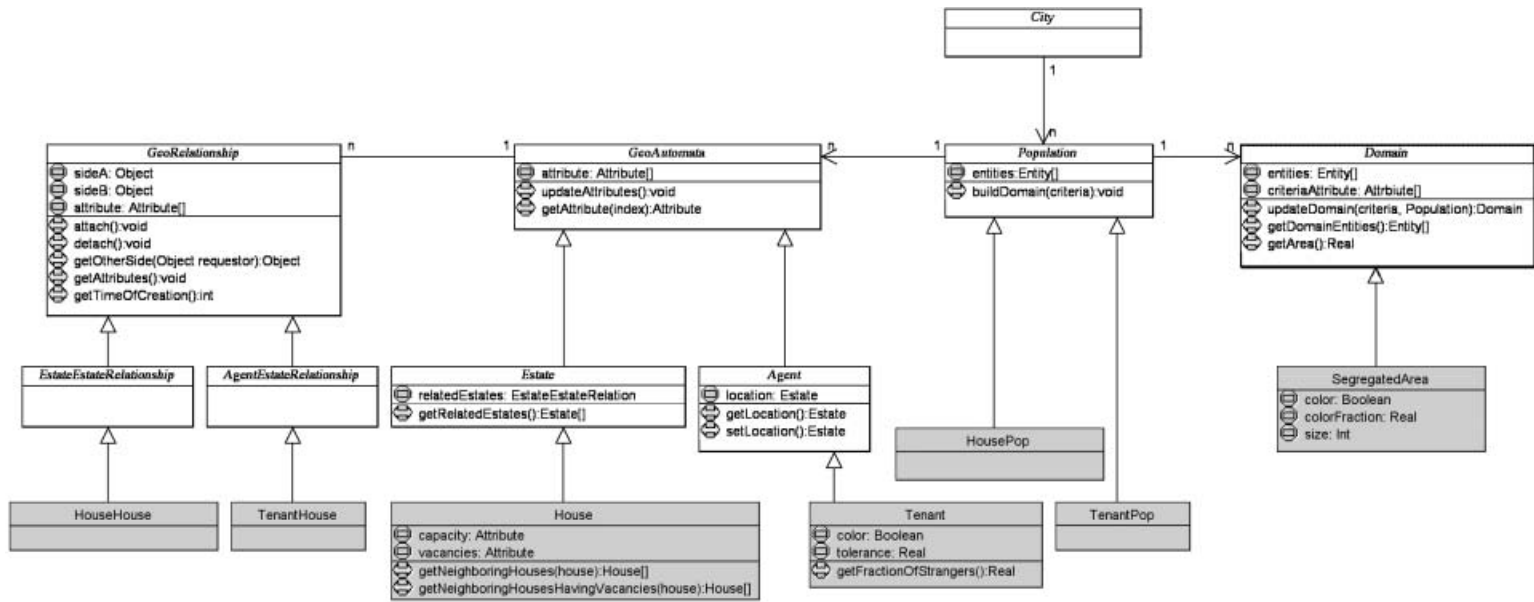 City
1
n
n
1
n
1
1
n
GeoRelationship
sideA: Object
sideB: Object
attribute: Attribute[]
attach():void
detach():void
getOtherSide(Object requestor):Object
getAttributes():void
getTimeOfCreation():int
GeoAutomata
attribute: Attribute[]
updateAttributes():void
getAttribute(index):Attribute
Population
entities:Entity[]
buildDomain(criteria):void
Domain
entities: Entity[]
criteriaAttribute: Attrbiute[]
updateDomain(criteria, Population):Domain
getDomainEntities():Entity[]
getArea():Real
EstateEstateRelationship
AgentEstateRelationship
Estate
relatedEstates: EstateEstateRelation
getRelatedEstates():Estate[]
Agent
location: Estate
getLocation():Estate
setLocation():Estate
SegregatedArea
color: Boolean
colorFraction: Real
size: Int
HousePop
HouseHouse
TenantHouse
House
capacity: Attribute
vacancies: Attribute
getNeighboringHouses(house):House[]
getNeighboringHousesHavingVacancies(house):House[]
Tenant
color: Boolean
tolerance: Real
getFractionOfStrangers():Real
TenantPop